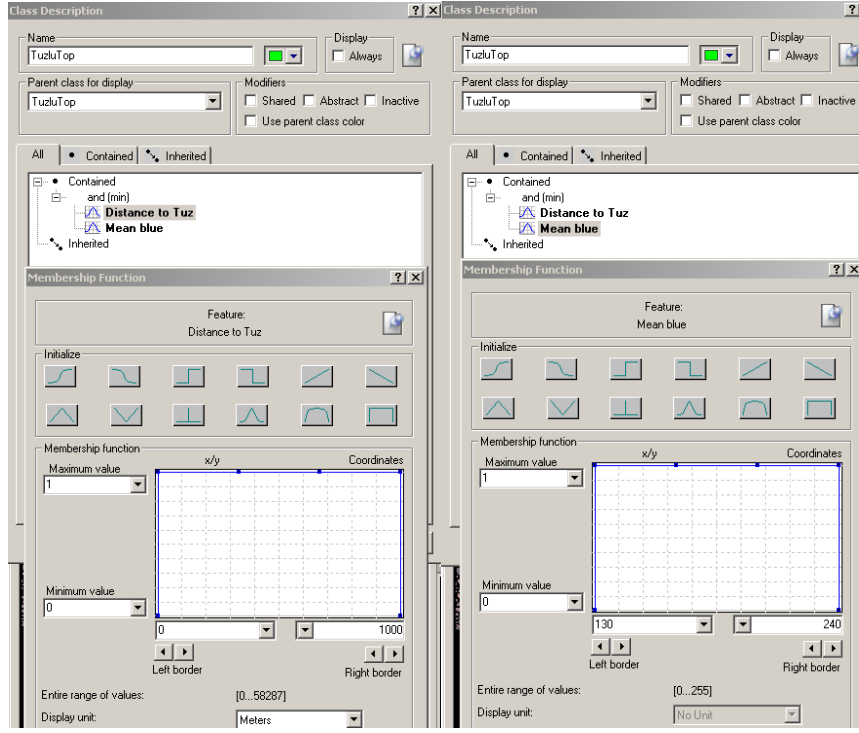 Class Description
Name
TuzluTop
Display
Always
Parent class for display
TuzluTop
Modifiers
Shared Abstract Inactive
Use parent class color
All Contained Inherited
Contained
and (min)
Distance to Tuz
Mean blue
Inherited
Membership Function
Feature:
Distance to Tuz
Initialize
Membership function
Maximum value
x/y
Coordinates
1
Minimum value
0
0
1000
Left border
Right border
Entire range of values:
[0...58287]
Display unit:
Meters
Class Description
Name
TuzluTop
Display
Always
Parent class for display
TuzluTop
Modifiers
Shared Abstract Inactive
Use parent class color
All Contained Inherited
Contained
and (min)
Distance to Tuz
Mean blue
Inherited
Membership Function
Feature:
Mean blue
Initialize
Membership function
Maximum value
x/y
Coordinates
1
Minimum value
0
130
240
Left border
Right border
Entire range of values:
[0...255]
Display unit:
No Unit